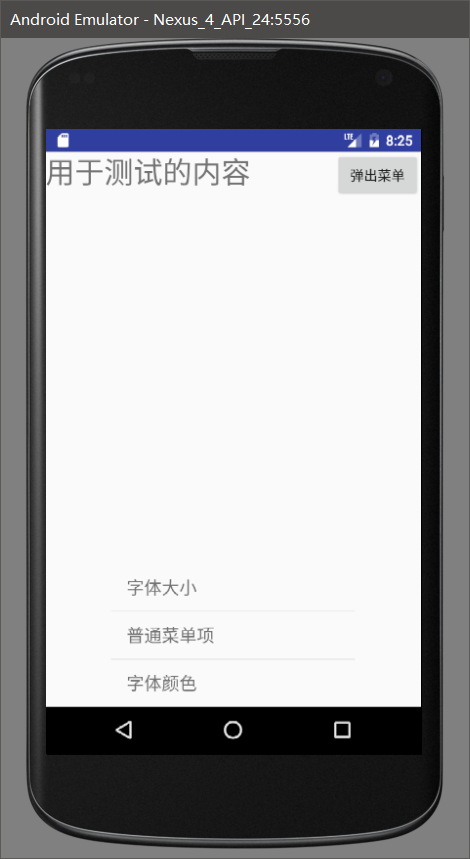 Android Emulator - Nexus_4_API_24:5556
LTE 8:25
用于测试的内容
弹出菜单
字体大小
普通菜单项
字体颜色